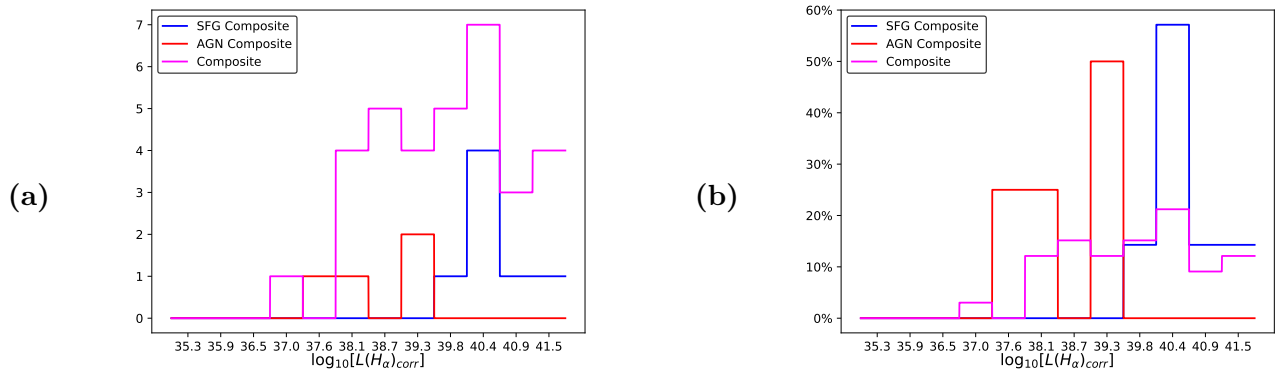 (a)
SFG Composite
AGN Composite
Composite
7
6
5
4
3
2
1
0
35.3 35.9 36.5 37.0 37.6 38.1 38.7 39.3 39.8 40.4 40.9 41.5
log₁₀[L(Hα)corr]
(b)
SFG Composite
AGN Composite
Composite
60%
50%
40%
30%
20%
10%
0%
35.3 35.9 36.5 37.0 37.6 38.1 38.7 39.3 39.8 40.4 40.9 41.5
log₁₀[L(Hα)corr]